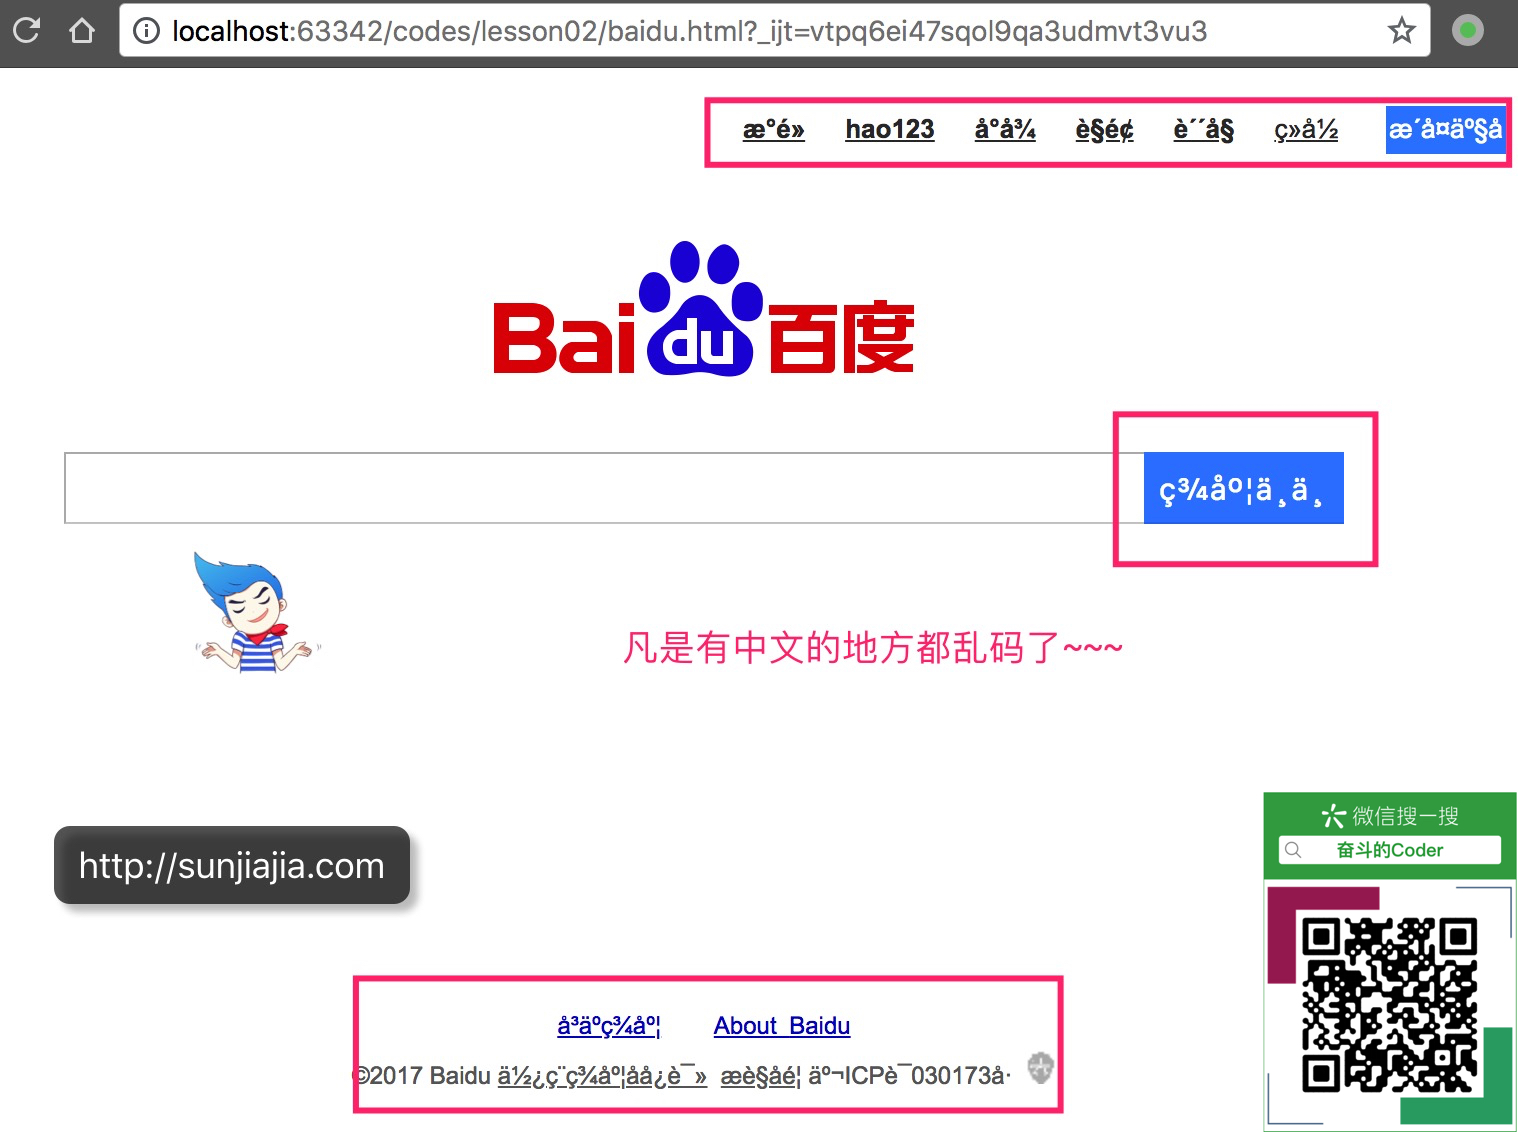 localhost:63342/codes/lesson02/baidu.html?_ijt=vtpq6ei47sqol9qa3udmvt3vu3
æ°é» hao123 å°å¾ è§é¢ è´´å§ ç»å½ æ´å¤äº§å
Bai du 百度
ç¾åº¦ä¸ä¸
凡是有中文的地方都乱码了~~~
微信搜一搜
奋斗的Coder
http://sunjiajia.com
å³äºç¾åº¦ About Baidu
©2017 Baidu ä½¿ç¨ç¾åº¦åå¿è¯» æè§åé¦ äº¬ICPè¯030173å·